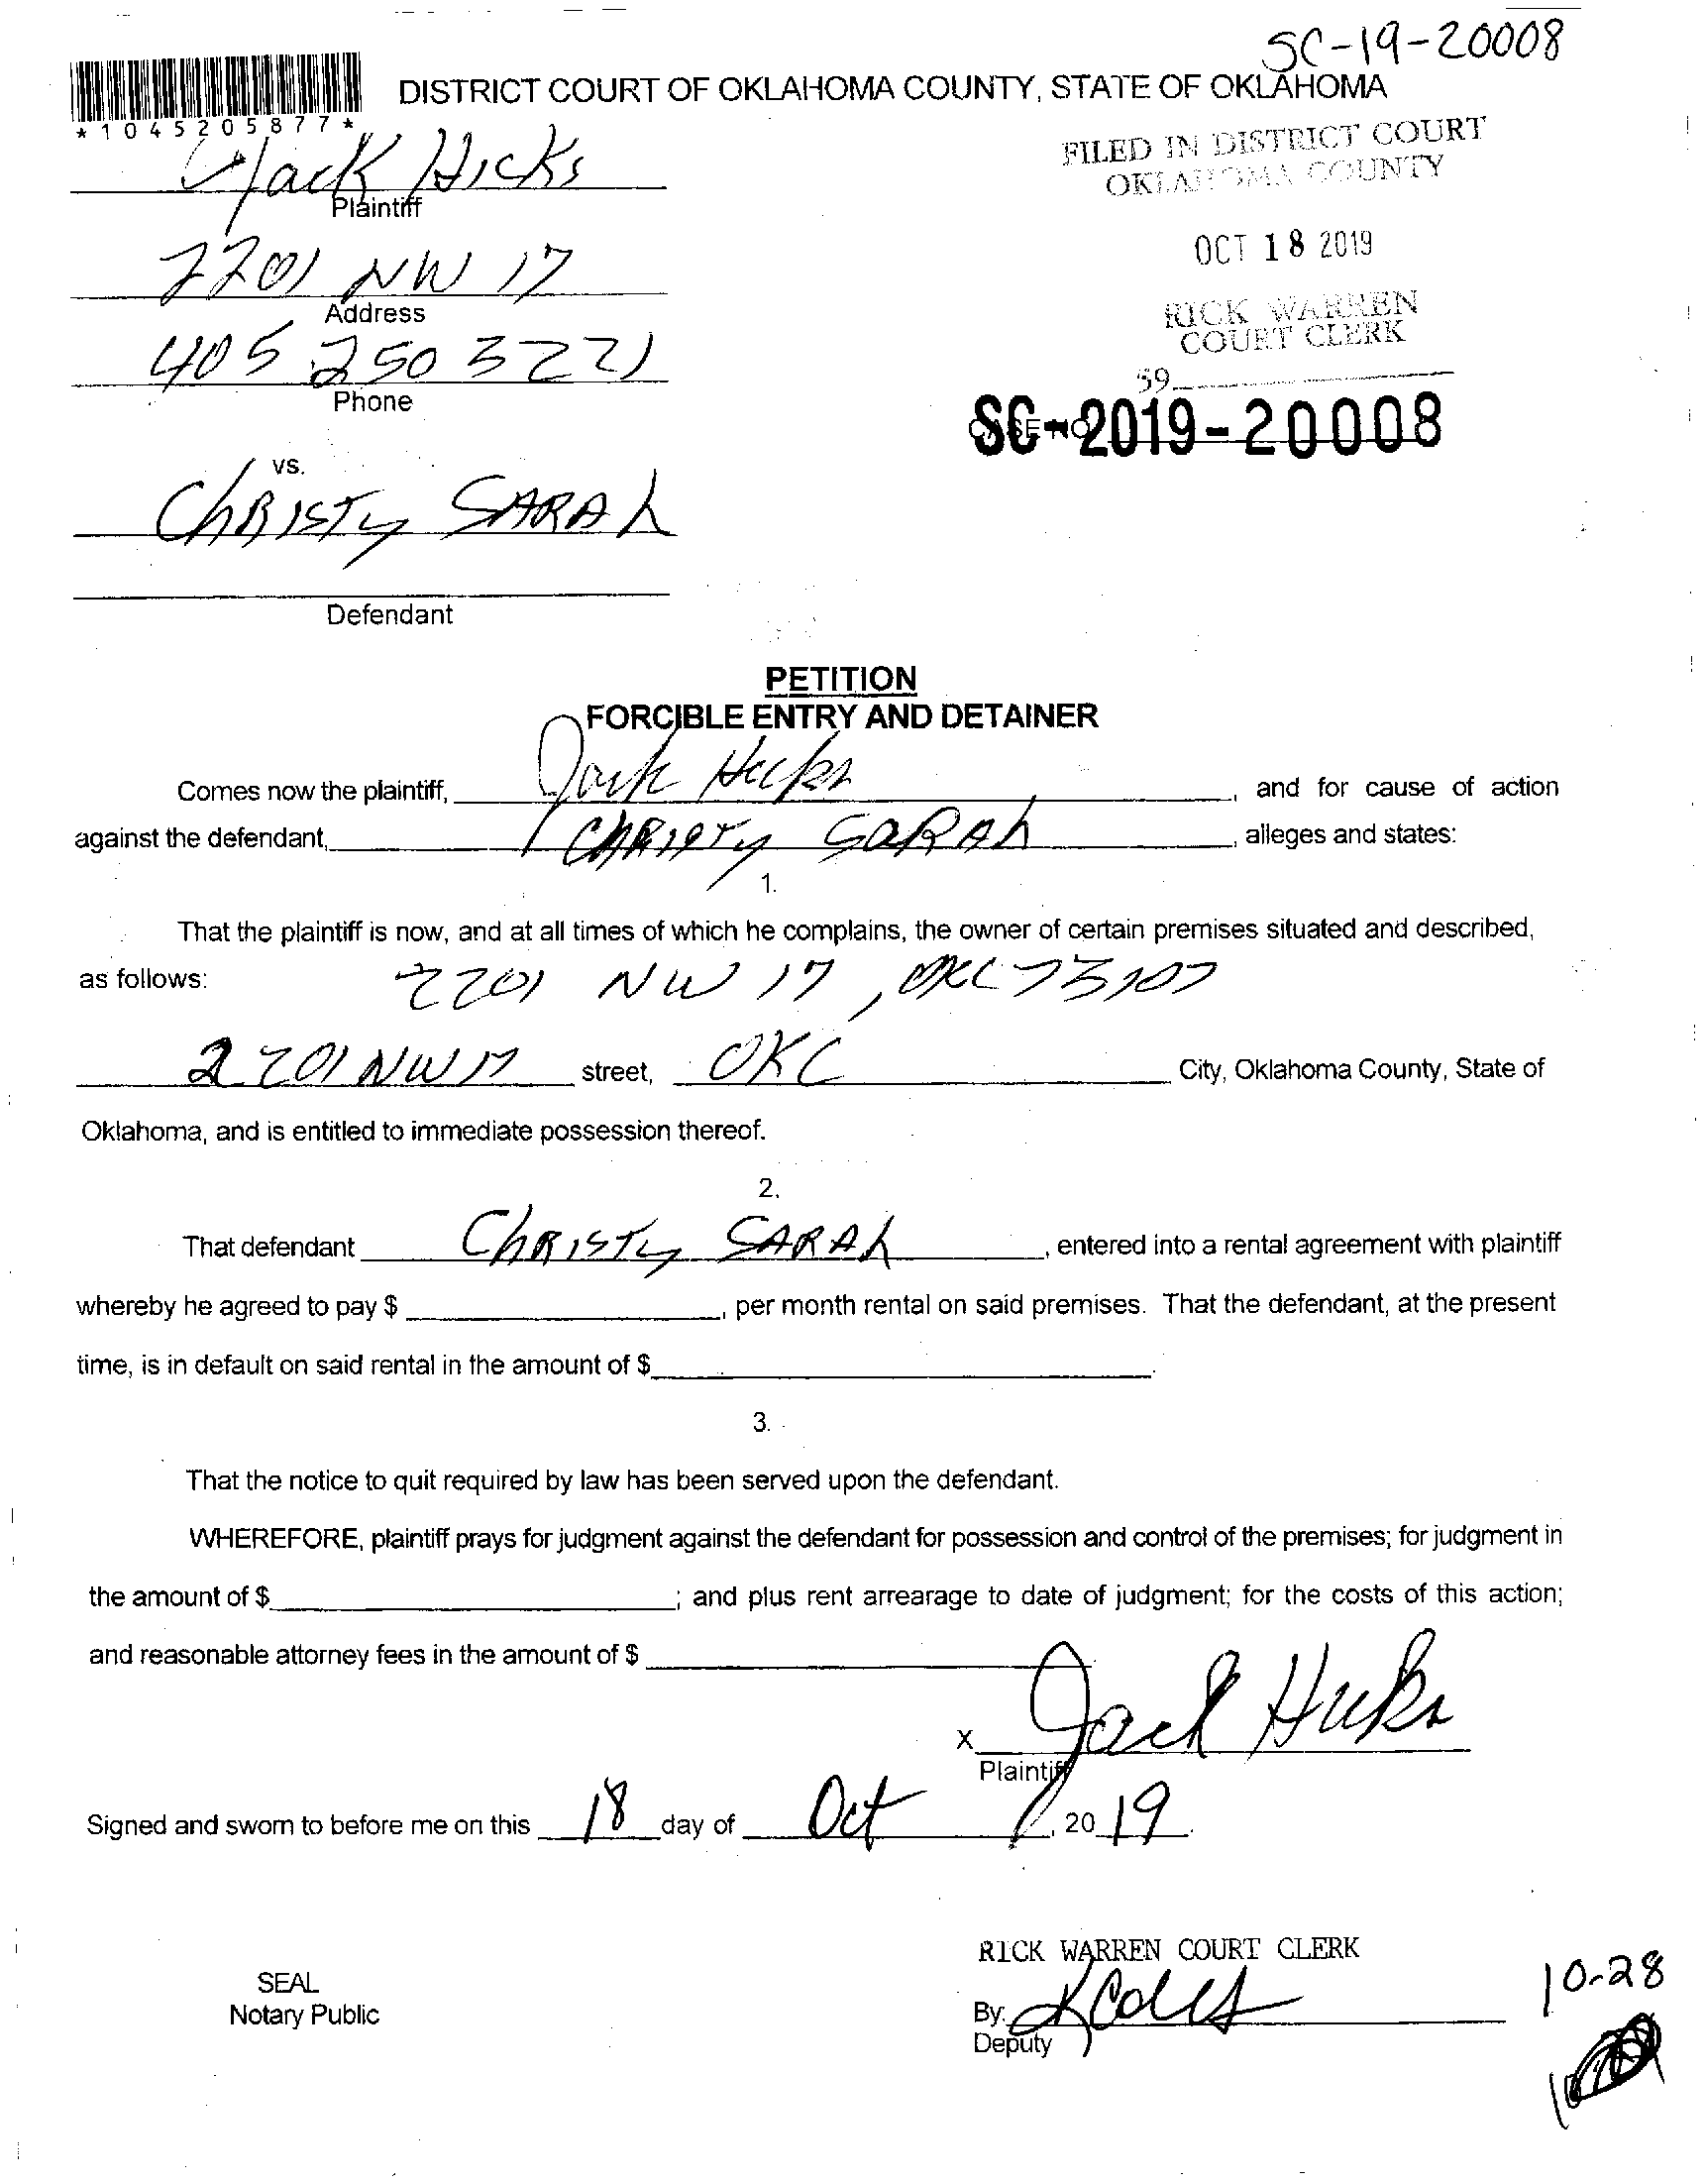 SC-19-20008
DISTRICT COURT OF OKLAHOMA COUNTY, STATE OF OKLAHOMA
*1045205877*
Jack Hicks
Plaintiff
FILED IN DISTRICT COURT
OKLAHOMA COUNTY
OCT 18 2019
RICK WARREN
COURT CLERK
59
2201 NW 17
Address
405 250 3221
Phone
SC-2019-20008
vs.
ChRISTy SARAh
Defendant
PETITION
FORCIBLE ENTRY AND DETAINER
Comes now the plaintiff, Jack Hicks, and for cause of action
against the defendant, ChRISTy SaRAh, alleges and states:
1.
That the plaintiff is now, and at all times of which he complains, the owner of certain premises situated and described,
as follows: 2201 NW 17, OKC 73107
2201 NW 17 street, OKC City, Oklahoma County, State of
Oklahoma, and is entitled to immediate possession thereof.
2.
That defendant ChRISTy SARAh, entered into a rental agreement with plaintiff
whereby he agreed to pay $ , per month rental on said premises. That the defendant, at the present
time, is in default on said rental in the amount of $ .
3.
That the notice to quit required by law has been served upon the defendant.
WHEREFORE, plaintiff prays for judgment against the defendant for possession and control of the premises; for judgment in
the amount of $ ; and plus rent arrearage to date of judgment; for the costs of this action;
and reasonable attorney fees in the amount of $
x Jack Hicks
Plaintiff
Signed and sworn to before me on this 18 day of Oct, 2019.
RICK WARREN COURT CLERK
10-28
SEAL
Notary Public
By:
Deputy